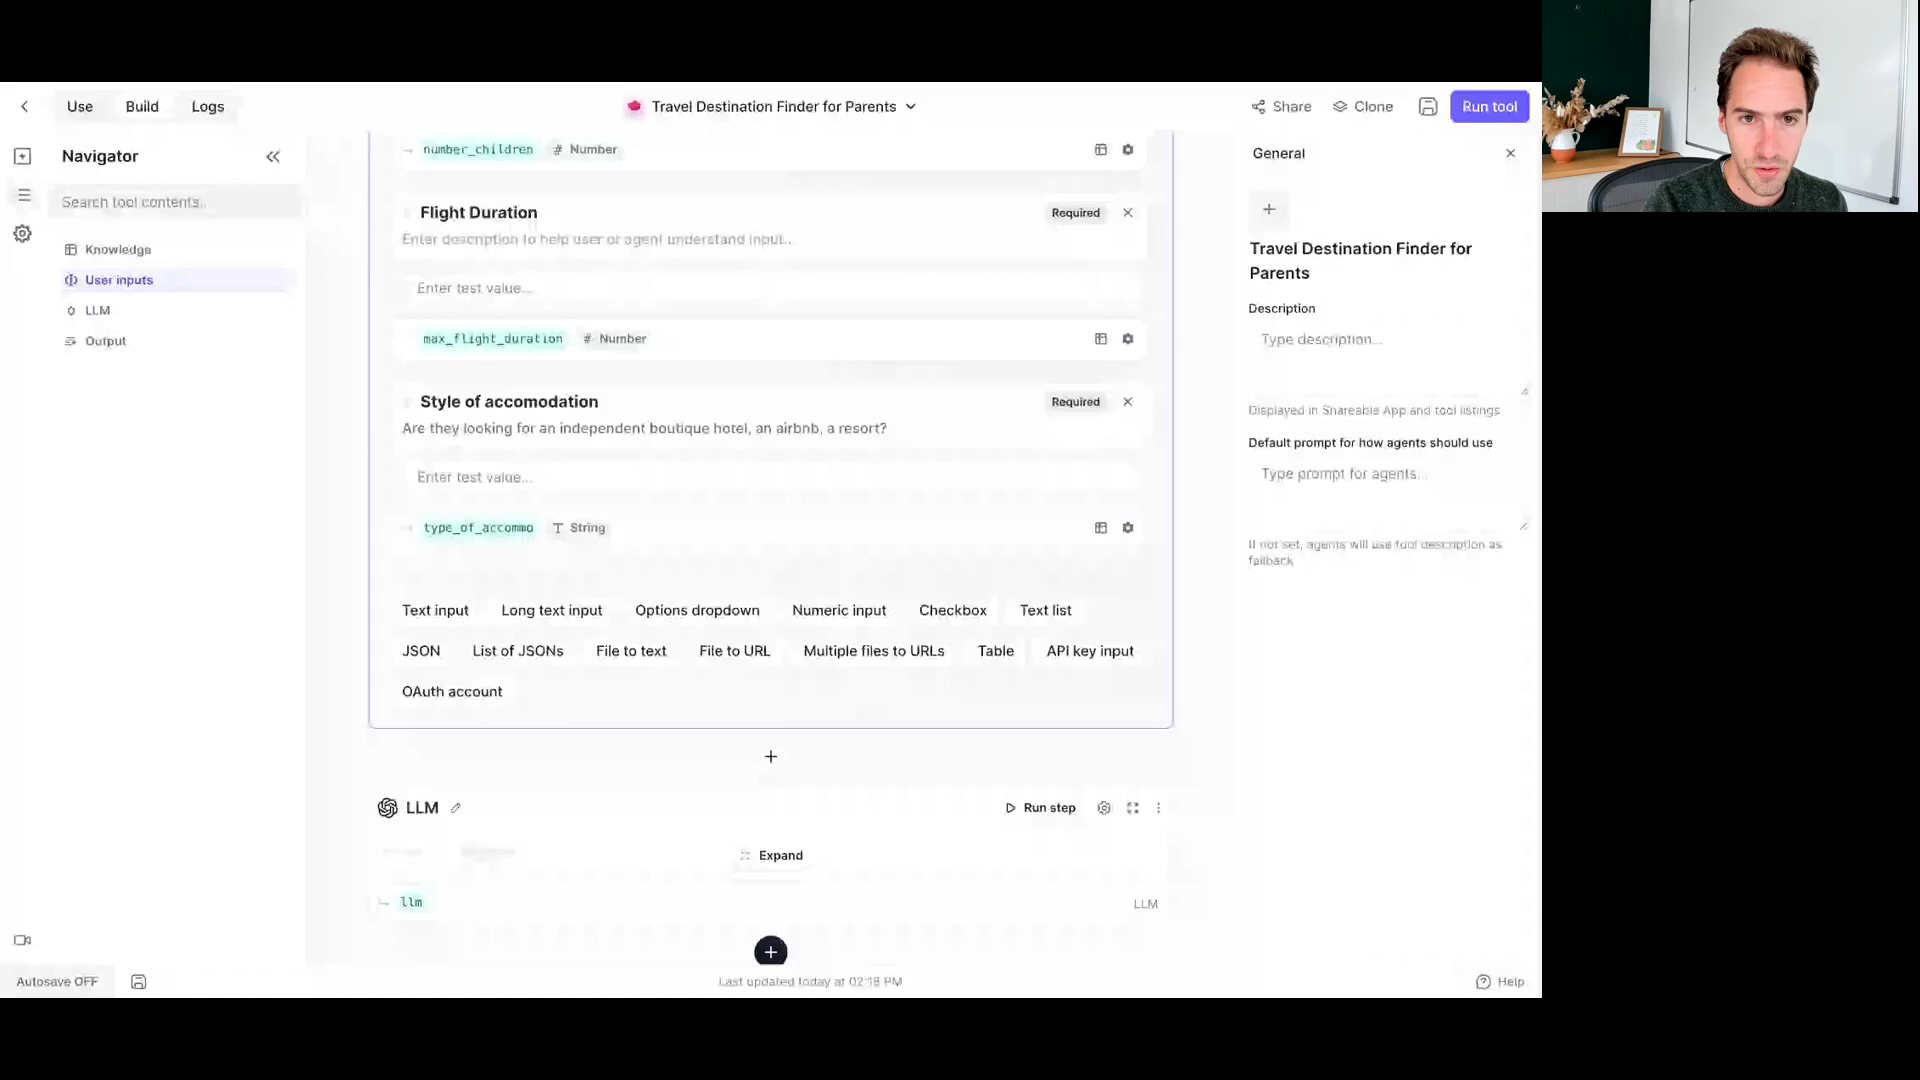 Use
Build
Logs
Travel Destination Finder for Parents
Share
Clone
Run tool
Navigator
Search tool contents..
Knowledge
User inputs
LLM
Output
number_children
# Number
Flight Duration
Required
Enter description to help user or agent understand input...
Enter test value...
max_flight_duration
# Number
Style of accomodation
Required
Are they looking for an independent boutique hotel, an airbnb, a resort?
Enter test value...
type_of_accommo
String
Text input
Long text input
Options dropdown
Numeric input
Checkbox
Text list
JSON
List of JSONs
File to text
File to URL
Multiple files to URLs
Table
API key input
OAuth account
LLM
Run step
Expand
llm
LLM
General
Travel Destination Finder for
Parents
Description
Type description...
Displayed in Shareable App and tool listings
Default prompt for how agents should use
Type prompt for agents...
If not set, agents will use tool description as
fallback
Autosave OFF
Last updated today at 02:18 PM
Help